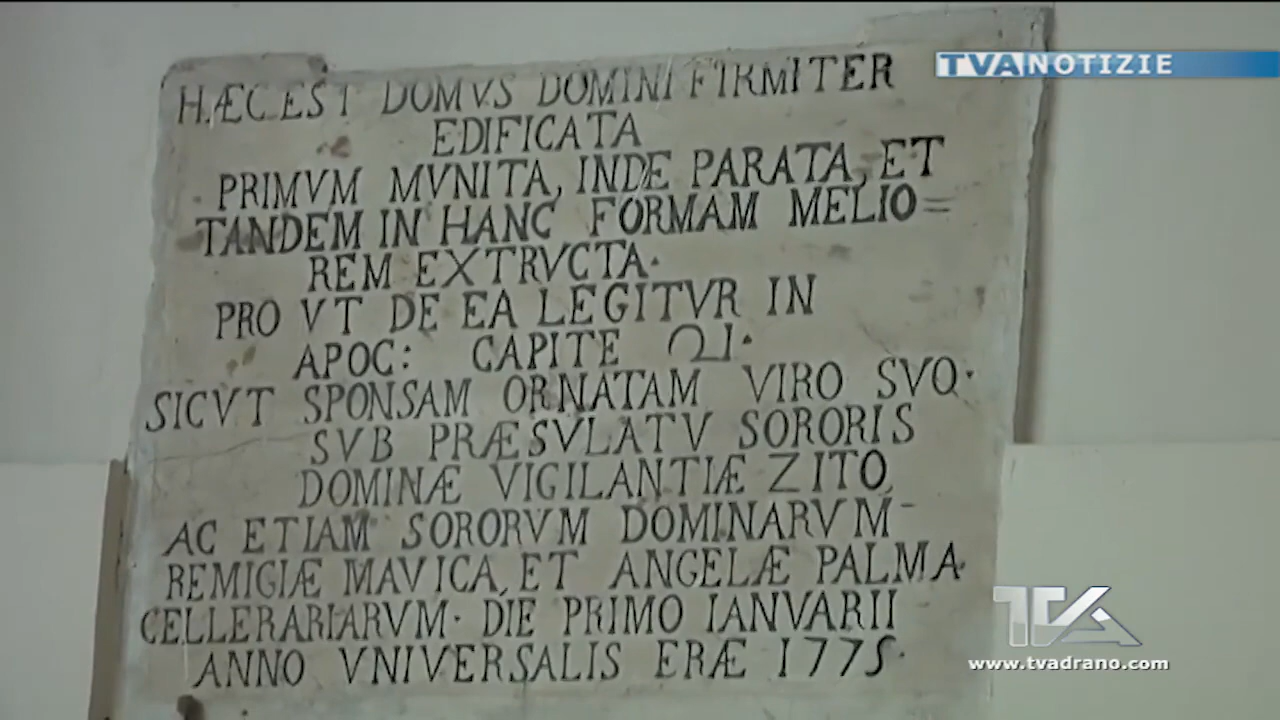 TVANOTIZIE
HÆC EST DOMVS DOMINI FIRMITER
EDIFICATA
PRIMVM MVNITA, INDE PARATA, ET
TANDEM IN HANC FORMAM MELIO=
REM EXTRVCTA.
PRO VT DE EA LEGITVR IN
APOC: CAPITE 21.
SICVT SPONSAM ORNATAM VIRO SVO.
SVB PRÆSVLATV SORORIS
DOMINÆ VIGILANTIÆ ZITO,
AC ETIAM SORORVM DOMINARVM-
REMIGIÆ MAVICA, ET ANGELÆ PALMA.
CELLERARIARVM. DIE PRIMO IANVARII
ANNO VNIVERSALIS ERÆ 1775.
TVA
www.tvadrano.com